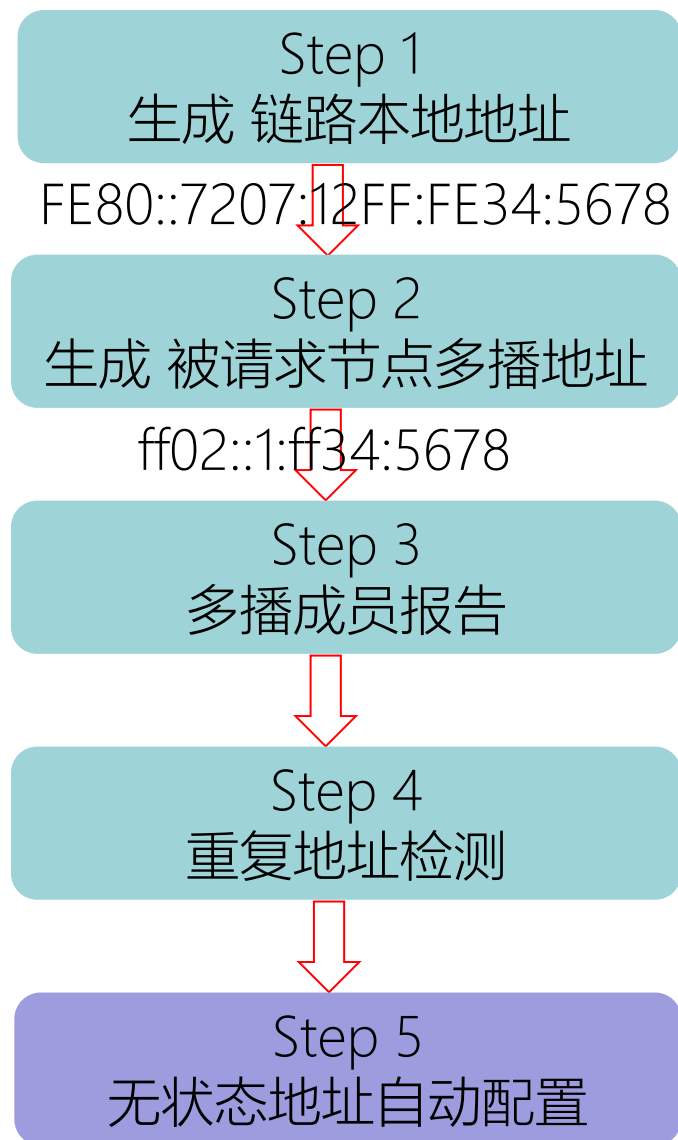 Step 1
生成 链路本地地址
FE80::7207:12FF:FE34:5678
Step 2
生成 被请求节点多播地址
ff02::1:ff34:5678
Step 3
多播成员报告
Step 4
重复地址检测
Step 5
无状态地址自动配置